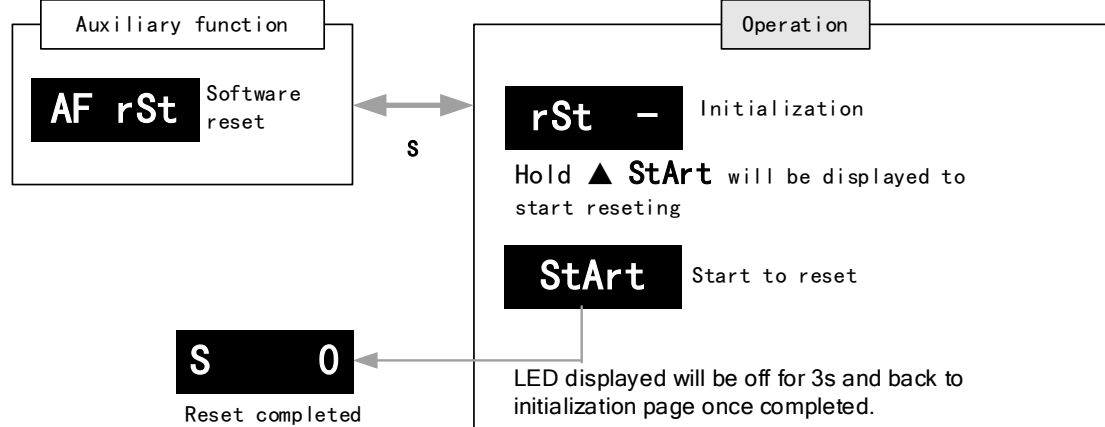 Auxiliary function
AF rSt
Software
reset
S
Operation
rSt －
Initialization
Hold ▲ StArt will be displayed to
start reseting
StArt
Start to reset
S 0
Reset completed
LED displayed will be off for 3s and back to
initialization page once completed.